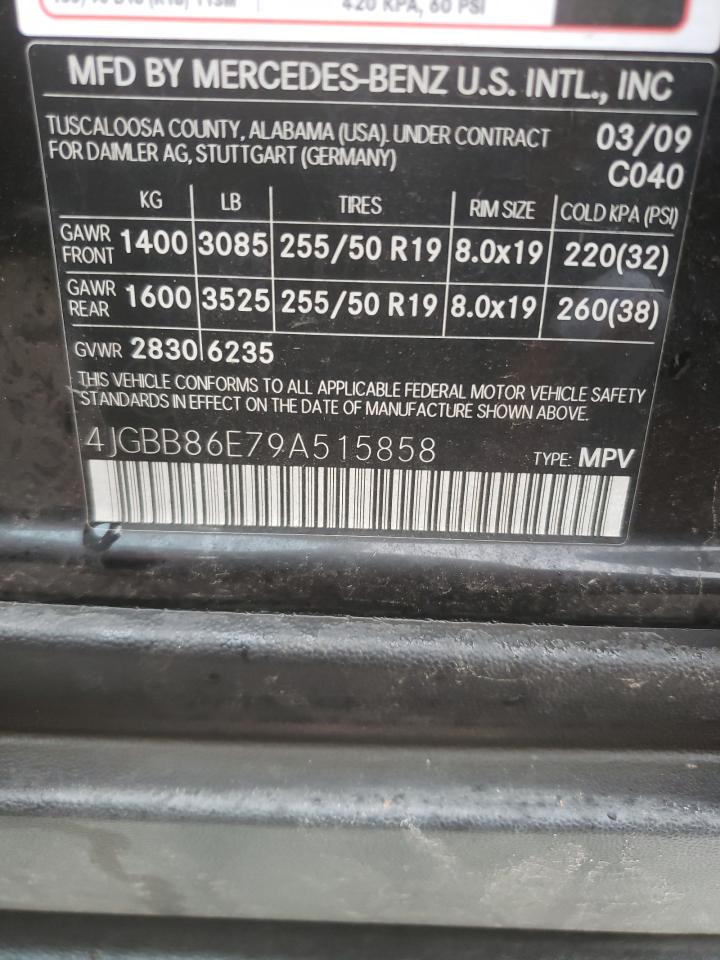 420 KPA, 60 PSI
MFD BY MERCEDES-BENZ U.S. INTL., INC
TUSCALOOSA COUNTY, ALABAMA (USA). UNDER CONTRACT 03/09
FOR DAIMLER AG, STUTTGART (GERMANY) C040
KG LB TIRES RIM SIZE COLD KPA (PSI)
GAWR FRONT 1400 3085 255/50 R19 8.0x19 220(32)
GAWR REAR 1600 3525 255/50 R19 8.0x19 260(38)
GVWR 2830 6235
THIS VEHICLE CONFORMS TO ALL APPLICABLE FEDERAL MOTOR VEHICLE SAFETY
STANDARDS IN EFFECT ON THE DATE OF MANUFACTURE SHOWN ABOVE.
4JGBB86E79A515858 TYPE: MPV